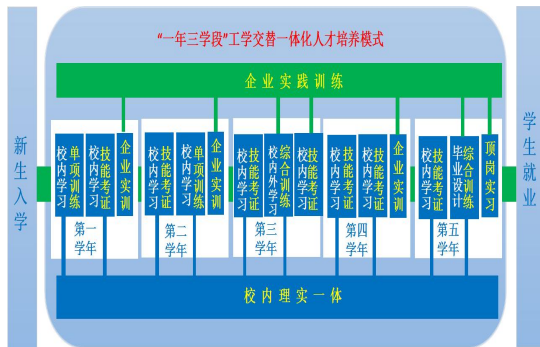 “一年三学段”工学交替一体化人才培养模式
企业实践训练
新生入学
校内学习
单项训练
校内学习
技能考证
企业实训
第一
学年
校内学习
技能考证
校内学习
单项训练
企业实训
第二
学年
校内学习
技能考证
校内外学习
综合训练
校内学习
技能考证
第三
学年
校内学习
技能考证
校内学习
技能考证
企业实训
第四
学年
校内学习
技能考证
毕业设计
综合训练
顶岗实习
第五
学年
学生就业
校内理实一体